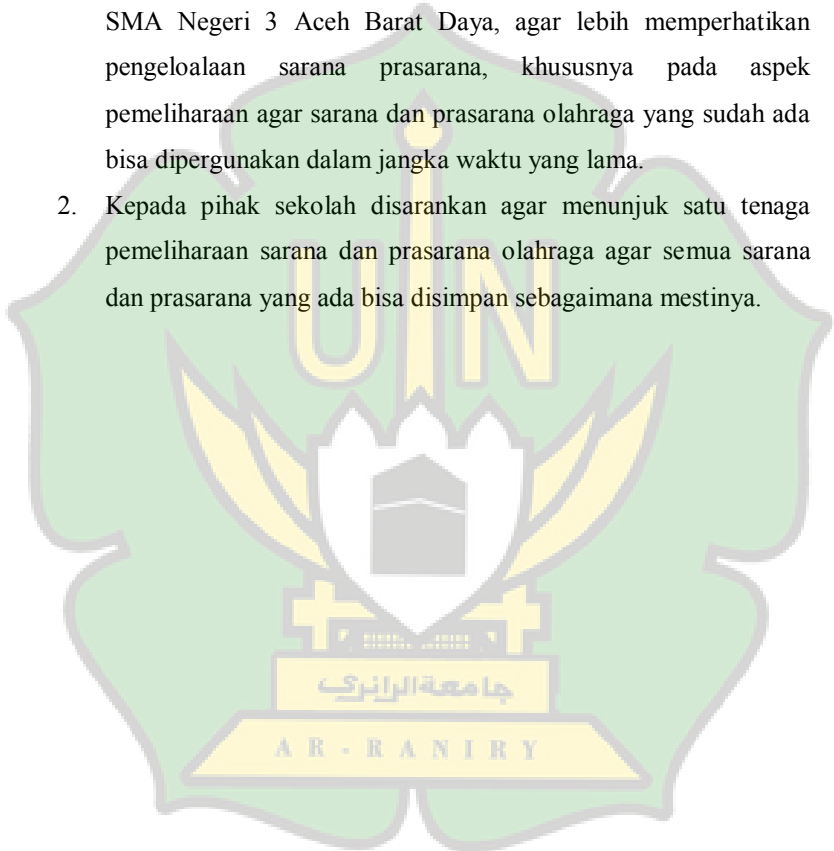 SMA Negeri 3 Aceh Barat Daya, agar lebih memperhatikan
pengeloalaan sarana prasarana, khususnya pada aspek
pemeliharaan agar sarana dan prasarana olahraga yang sudah ada
bisa dipergunakan dalam jangka waktu yang lama.
2. Kepada pihak sekolah disarankan agar menunjuk satu tenaga
pemeliharaan sarana dan prasarana olahraga agar semua sarana
dan prasarana yang ada bisa disimpan sebagaimana mestinya.
UIN
جامعة الرانري
AR-RANIRY